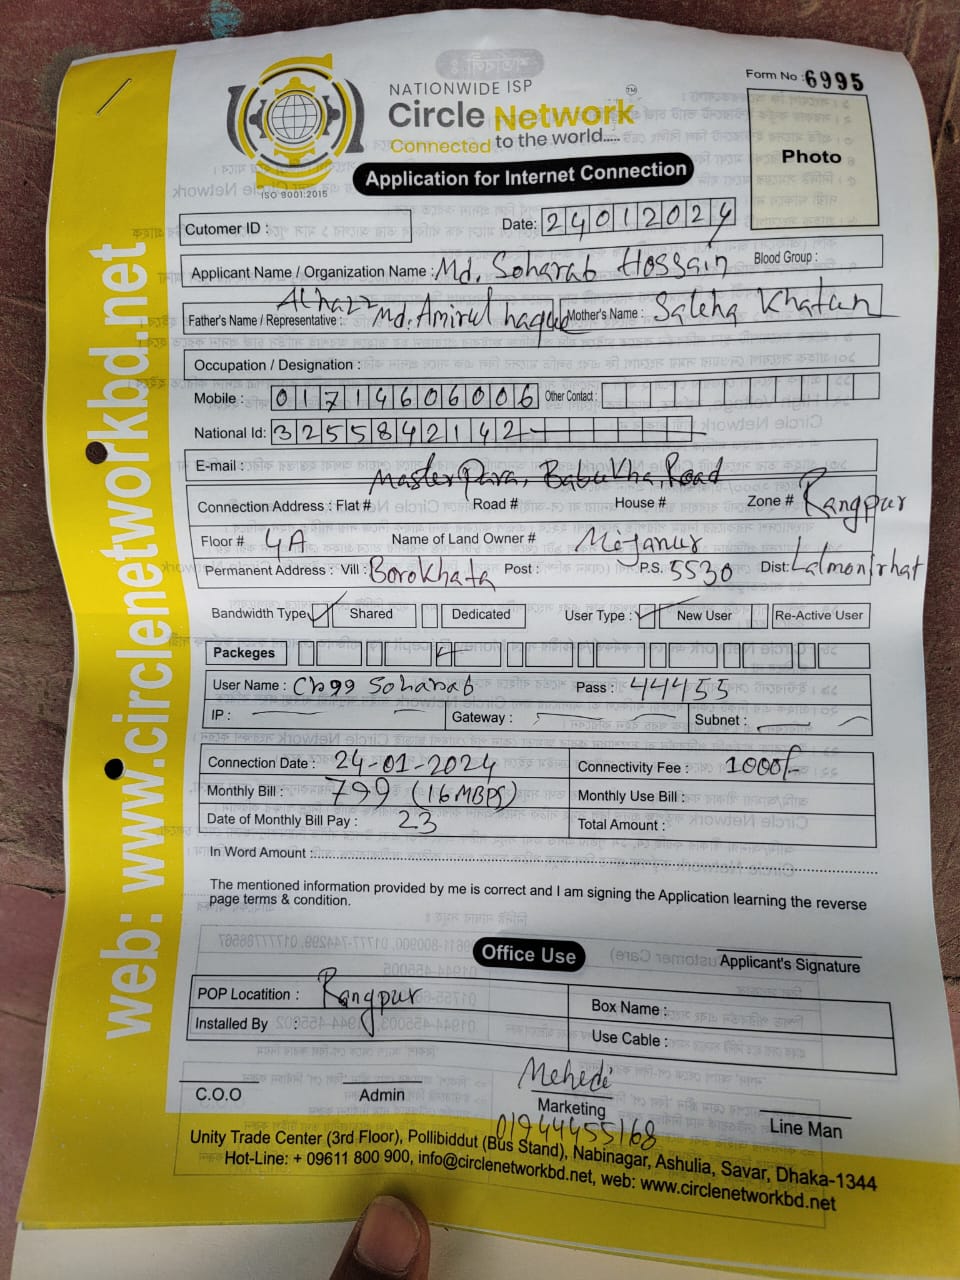 Form No : 6995
NATIONWIDE ISP
Circle Network TM
Connected to the world.....
ISO 9001:2015
Photo
Application for Internet Connection
Cutomer ID :
Date: 24012024
Applicant Name / Organization Name : Md. Soharab Hossain Blood Group :
Father's Name / Representative : Alhazz Md. Amirul haque Mother's Name : Saleha Khatun
Occupation / Designation :
Mobile : 01714606006 Other Contact :
National Id: 3255842142
E-mail :
Master Para, Babukha, Road
Connection Address : Flat # Road # House # Zone # Rangpur
Floor # 4A Name of Land Owner # Mejanur
Permanent Address : Vill : Borokhata Post : P.S. 5530 Dist: Lalmonirhat
Bandwidth Type ✓ Shared Dedicated User Type : ✓ New User Re-Active User
Packeges
User Name : Pass : 44455
IP : Gateway : Subnet :
Connection Date : 24-01-2024 Connectivity Fee : 1000/-
Monthly Bill : 799 (16 MBPS) Monthly Use Bill :
Date of Monthly Bill Pay : 23 Total Amount :
In Word Amount :
The mentioned information provided by me is correct and I am signing the Application learning the reverse
page terms & condition.
Office Use
Applicant's Signature
POP Locatition : Rangpur Box Name :
Installed By : Use Cable :
Mehedi
C.O.O Admin Marketing Line Man
01944455168
Unity Trade Center (3rd Floor), Pollibiddut (Bus Stand), Nabinagar, Ashulia, Savar, Dhaka-1344
Hot-Line: + 09611 800 900, info@circlenetworkbd.net, web: www.circlenetworkbd.net
web: www.circlenetworkbd.net